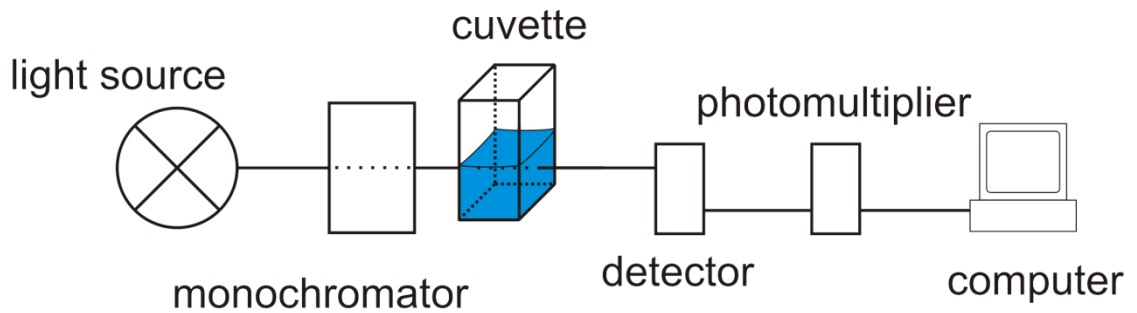 cuvette
light source
photomultiplier
monochromator
detector
computer